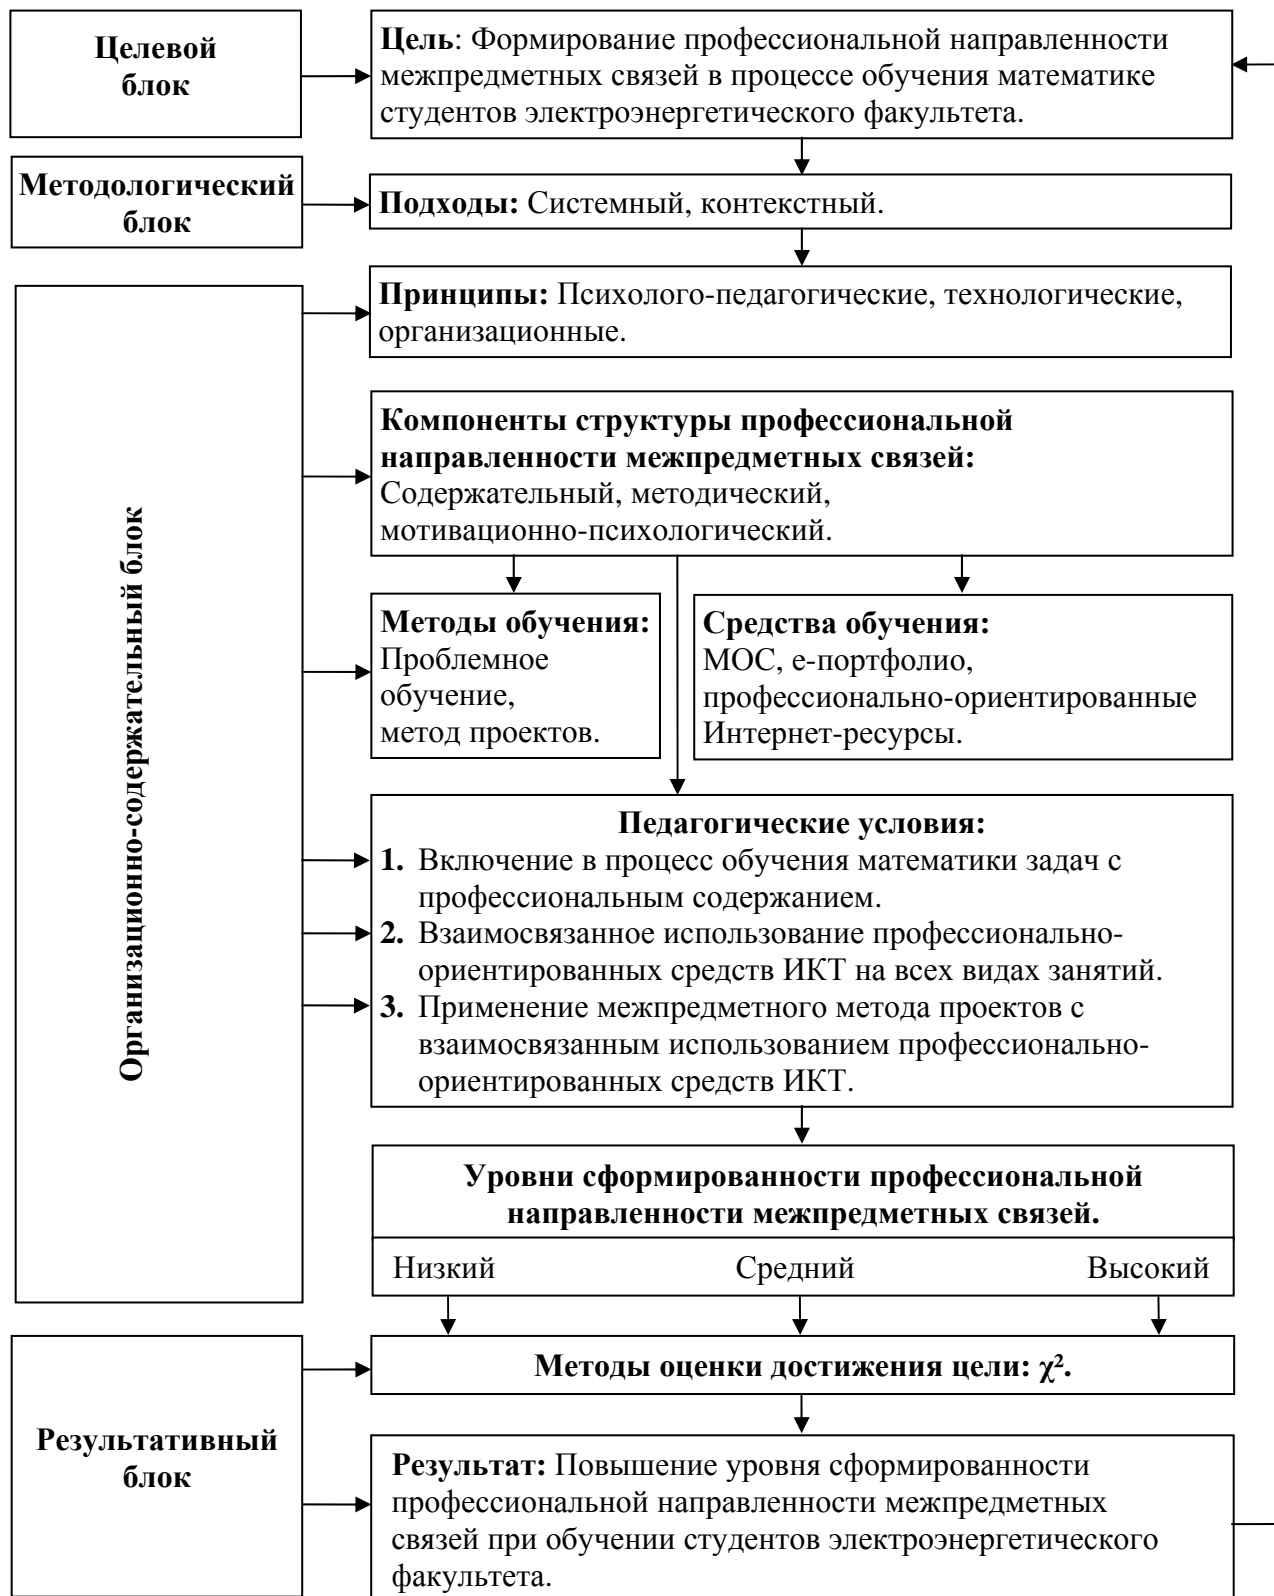 Целевой
блок
Цель: Формирование профессиональной направленности
межпредметных связей в процессе обучения математике
студентов электроэнергетического факультета.
Методологический
блок
Подходы: Системный, контекстный.
Организационно-содержательный блок
Принципы: Психолого-педагогические, технологические,
организационные.
Компоненты структуры профессиональной
направленности межпредметных связей:
Содержательный, методический,
мотивационно-психологический.
Методы обучения:
Проблемное
обучение,
метод проектов.
Средства обучения:
МОС, е-портфолио,
профессионально-ориентированные
Интернет-ресурсы.
Педагогические условия:
1. Включение в процесс обучения математики задач с
профессиональным содержанием.
2. Взаимосвязанное использование профессионально-
ориентированных средств ИКТ на всех видах занятий.
3. Применение межпредметного метода проектов с
взаимосвязанным использованием профессионально-
ориентированных средств ИКТ.
Уровни сформированности профессиональной
направленности межпредметных связей.
Низкий Средний Высокий
Результативный
блок
Методы оценки достижения цели: χ².
Результат: Повышение уровня сформированности
профессиональной направленности межпредметных
связей при обучении студентов электроэнергетического
факультета.